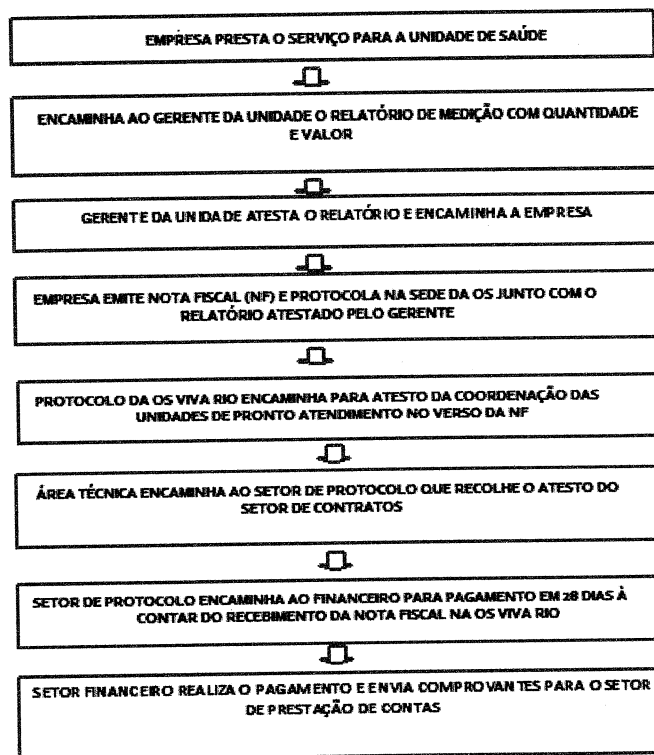 EMPRESA PRESTA O SERVIÇO PARA A UNIDADE DE SAÚDE
ENCAMINHA AO GERENTE DA UNIDADE O RELATÓRIO DE MEDIÇÃO COM QUANTIDADE
E VALOR
GERENTE DA UNIDADE ATESTA O RELATÓRIO E ENCAMINHA A EMPRESA
EMPRESA EMITE NOTA FISCAL (NF) E PROTOCOLA NA SEDE DA OS JUNTO COM O
RELATÓRIO ATESTADO PELO GERENTE
PROTOCOLO DA OS VIVA RIO ENCAMINHA PARA ATESTO DA COORDENAÇÃO DAS
UNIDADES DE PRONTO ATENDIMENTO NO VERSO DA NF
ÁREA TÉCNICA ENCAMINHA AO SETOR DE PROTOCOLO QUE RECOLHE O ATESTO DO
SETOR DE CONTRATOS
SETOR DE PROTOCOLO ENCAMINHA AO FINANCEIRO PARA PAGAMENTO EM 28 DIAS À
CONTAR DO RECEBIMENTO DA NOTA FISCAL NA OS VIVA RIO
SETOR FINANCEIRO REALIZA O PAGAMENTO E ENVIA COMPROVANTES PARA O SETOR
DE PRESTAÇÃO DE CONTAS